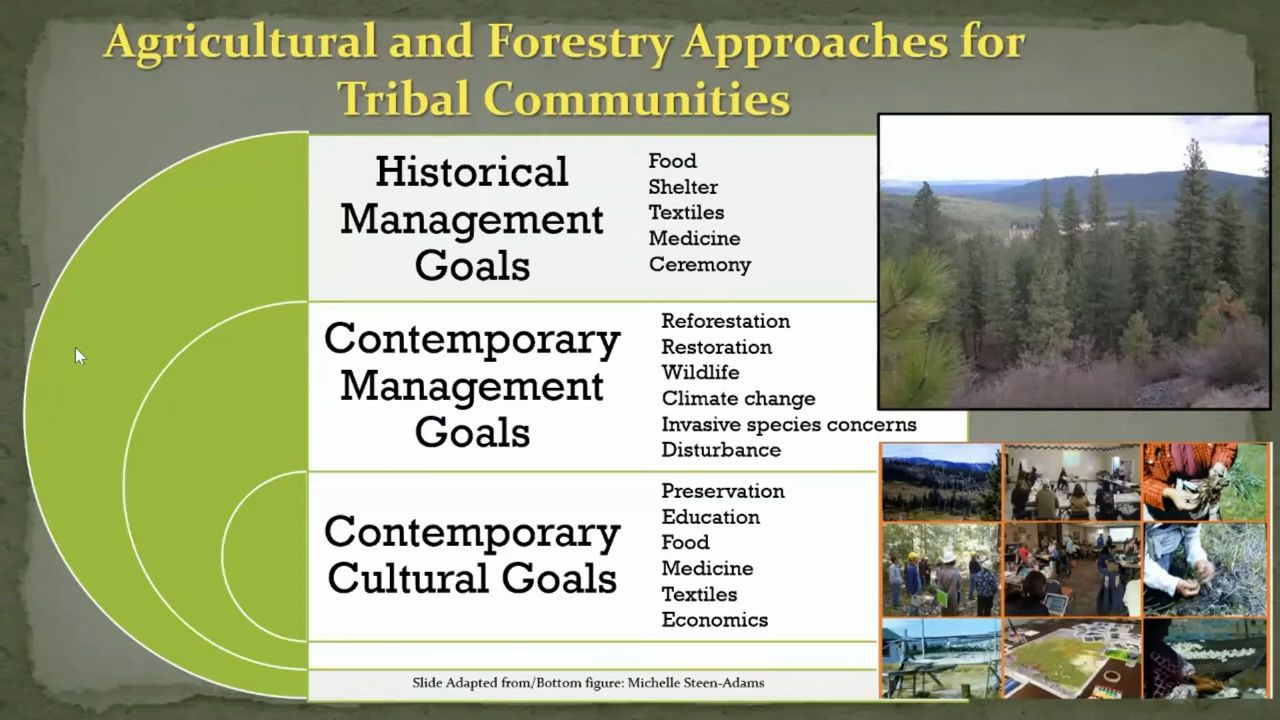 Agricultural and Forestry Approaches for
Tribal Communities
Historical
Management
Goals
Food
Shelter
Textiles
Medicine
Ceremony
Contemporary
Management
Goals
Reforestation
Restoration
Wildlife
Climate change
Invasive species concerns
Disturbance
Contemporary
Cultural Goals
Preservation
Education
Food
Medicine
Textiles
Economics
Slide Adapted from/Bottom figure: Michelle Steen-Adams